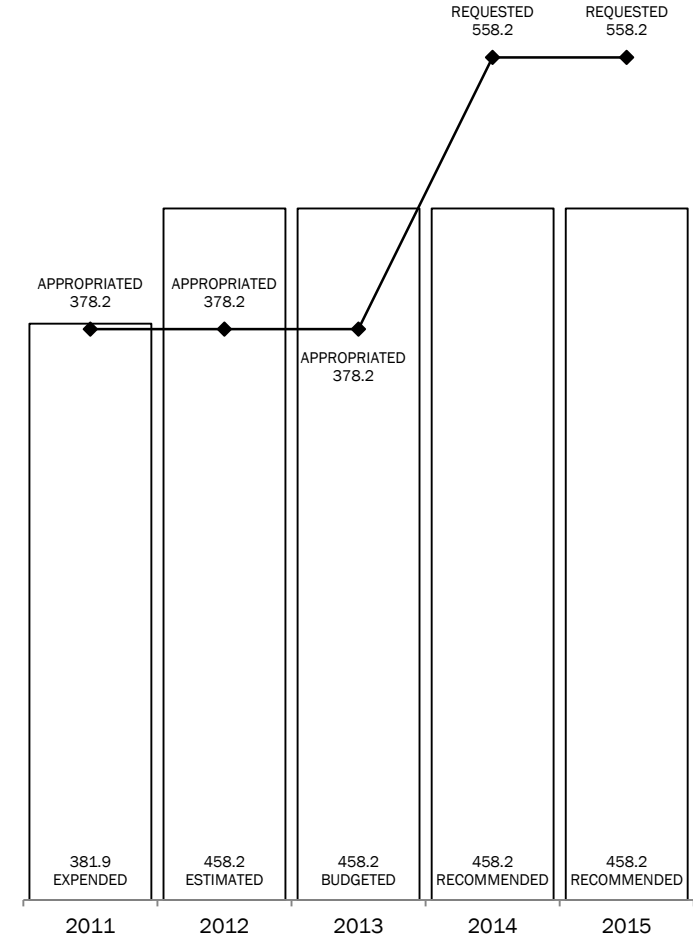 REQUESTED
558.2
REQUESTED
558.2
APPROPRIATED
378.2
APPROPRIATED
378.2
APPROPRIATED
378.2
381.9
EXPENDED
458.2
ESTIMATED
458.2
BUDGETED
458.2
RECOMMENDED
458.2
RECOMMENDED
2011
2012
2013
2014
2015